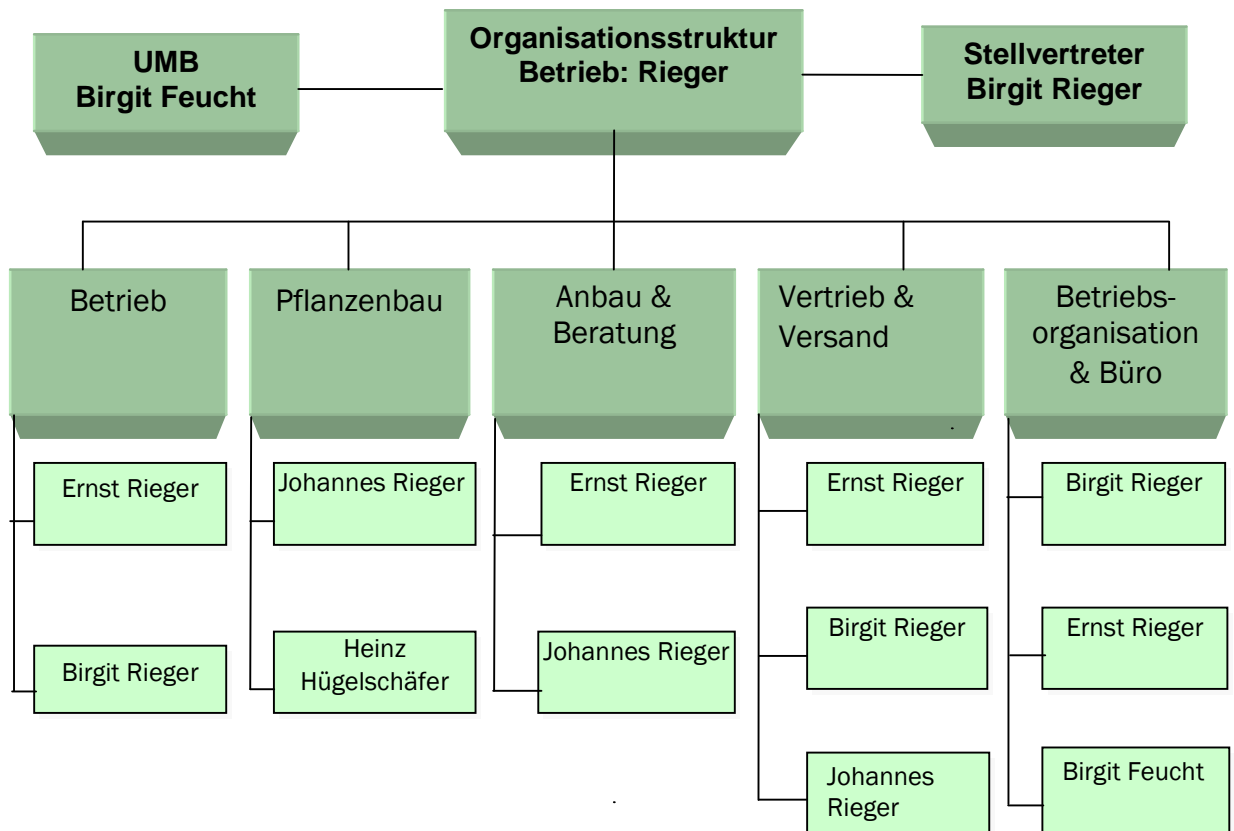 UMB
Birgit Feucht
Organisationsstruktur
Betrieb: Rieger
Stellvertreter
Birgit Rieger
Betrieb
Pflanzenbau
Anbau &
Beratung
Vertrieb &
Versand
Betriebs-
organisation
& Büro
Ernst Rieger
Birgit Rieger
Johannes Rieger
Heinz
Hügelschäfer
Ernst Rieger
Johannes Rieger
Ernst Rieger
Birgit Rieger
Johannes
Rieger
Birgit Rieger
Ernst Rieger
Birgit Feucht